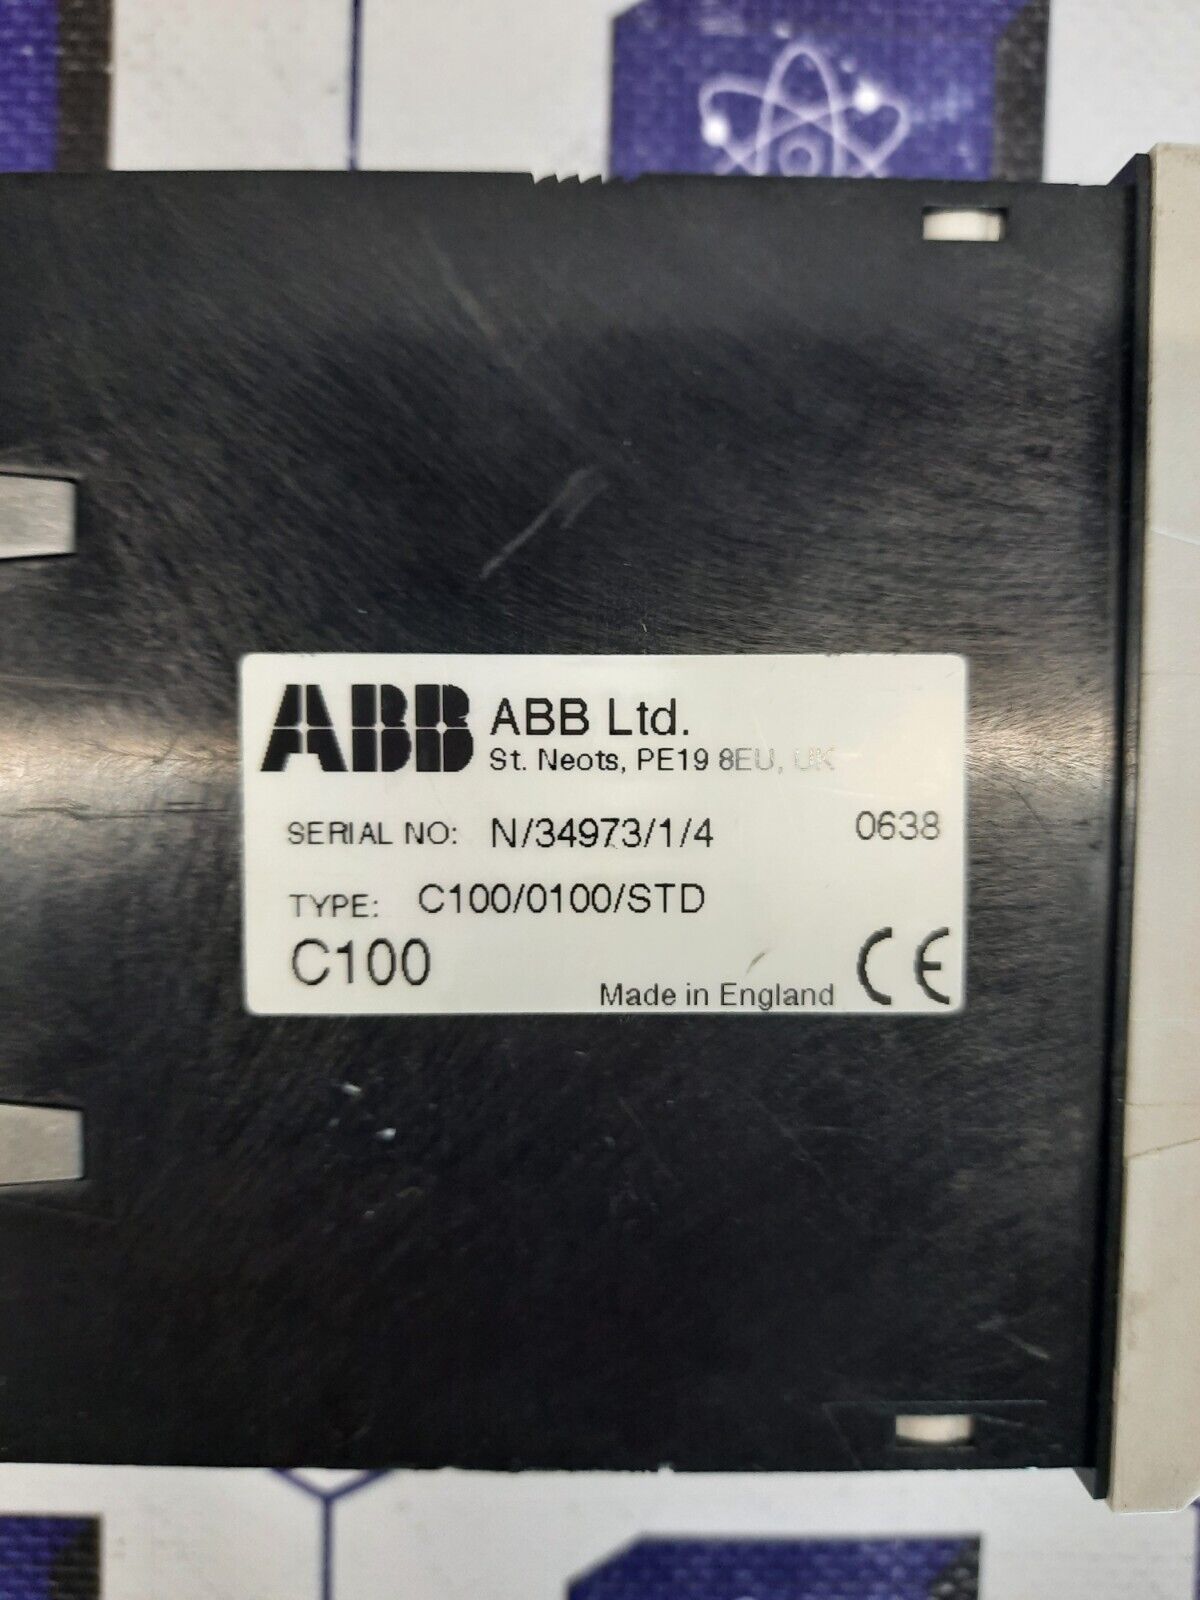 ABB ABB Ltd.
St. Neots, PE19 8EU, UK
SERIAL NO: N/34973/1/4 0638
TYPE: C100/0100/STD
C100
Made in England CE